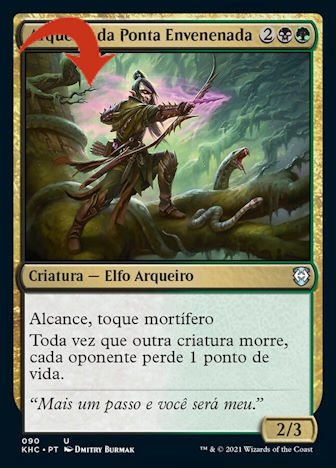 da Ponta Envenenada 2
Criatura — Elfo Arqueiro
Alcance, toque mortífero
Toda vez que outra criatura morre,
cada oponente perde 1 ponto de
vida.
“Mais um passo e você será meu.”
2/3
090 U
KHC • PT Dmitry Burmak
™ & © 2021 Wizards of the Coast